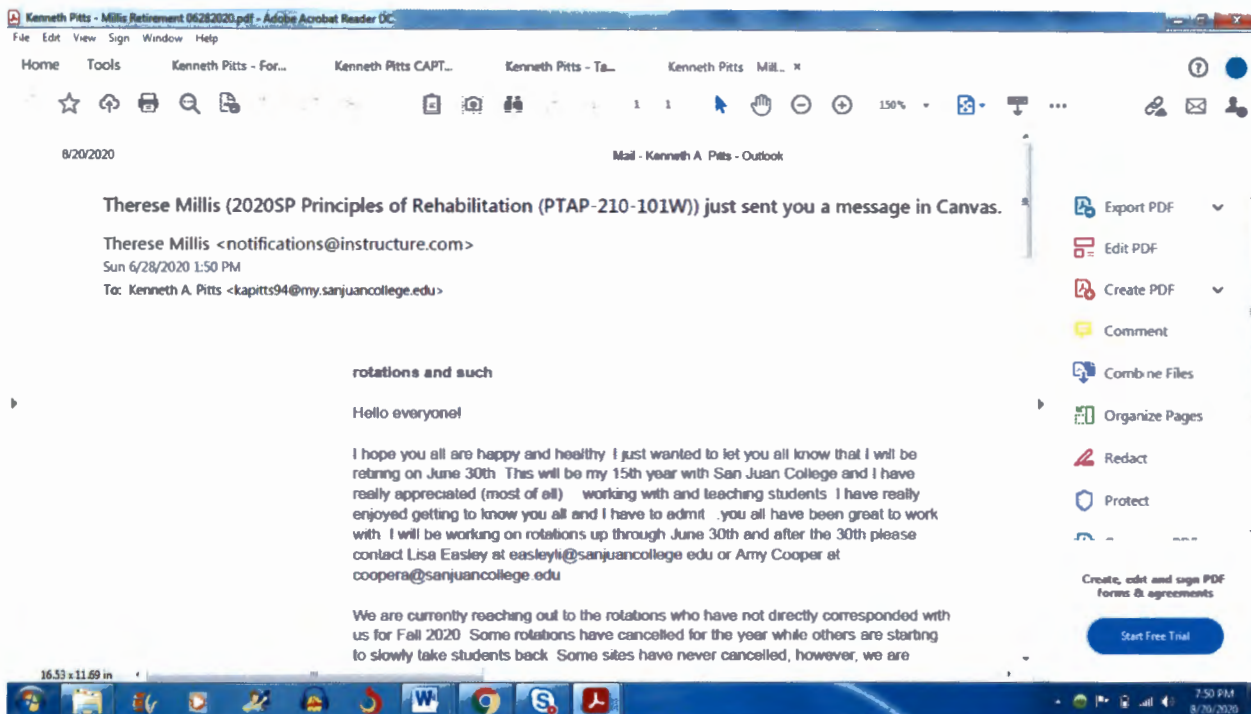 Kenneth Pitts - Millis Retirement 06282020.pdf - Adobe Acrobat Reader DC
File Edit View Sign Window Help
Home Tools Kenneth Pitts - For... Kenneth Pitts CAPT... Kenneth Pitts - Ta... Kenneth Pitts Mill... ×
1 1 150%
8/20/2020 Mail - Kenneth A Pitts - Outlook
Therese Millis (2020SP Principles of Rehabilitation (PTAP-210-101W)) just sent you a message in Canvas.
Therese Millis <notifications@instructure.com>
Sun 6/28/2020 1:50 PM
To: Kenneth A. Pitts <kapitts94@my.sanjuancollege.edu>
rotations and such
Hello everyone!
I hope you all are happy and healthy I just wanted to let you all know that I will be
retiring on June 30th This will be my 15th year with San Juan College and I have
really appreciated (most of all) working with and teaching students I have really
enjoyed getting to know you all and I have to admit .you all have been great to work
with I will be working on rotations up through June 30th and after the 30th please
contact Lisa Easley at easleyli@sanjuancollege edu or Amy Cooper at
coopera@sanjuancollege.edu
We are currently reaching out to the rotations who have not directly corresponded with
us for Fall 2020 Some rotations have cancelled for the year while others are starting
to slowly take students back Some sites have never cancelled, however, we are
Export PDF
Edit PDF
Create PDF
Comment
Combine Files
Organize Pages
Redact
Protect
Create, edit and sign PDF
forms & agreements
Start Free Trial
16.53 x 11.69 in
7:50 PM
8/20/2020